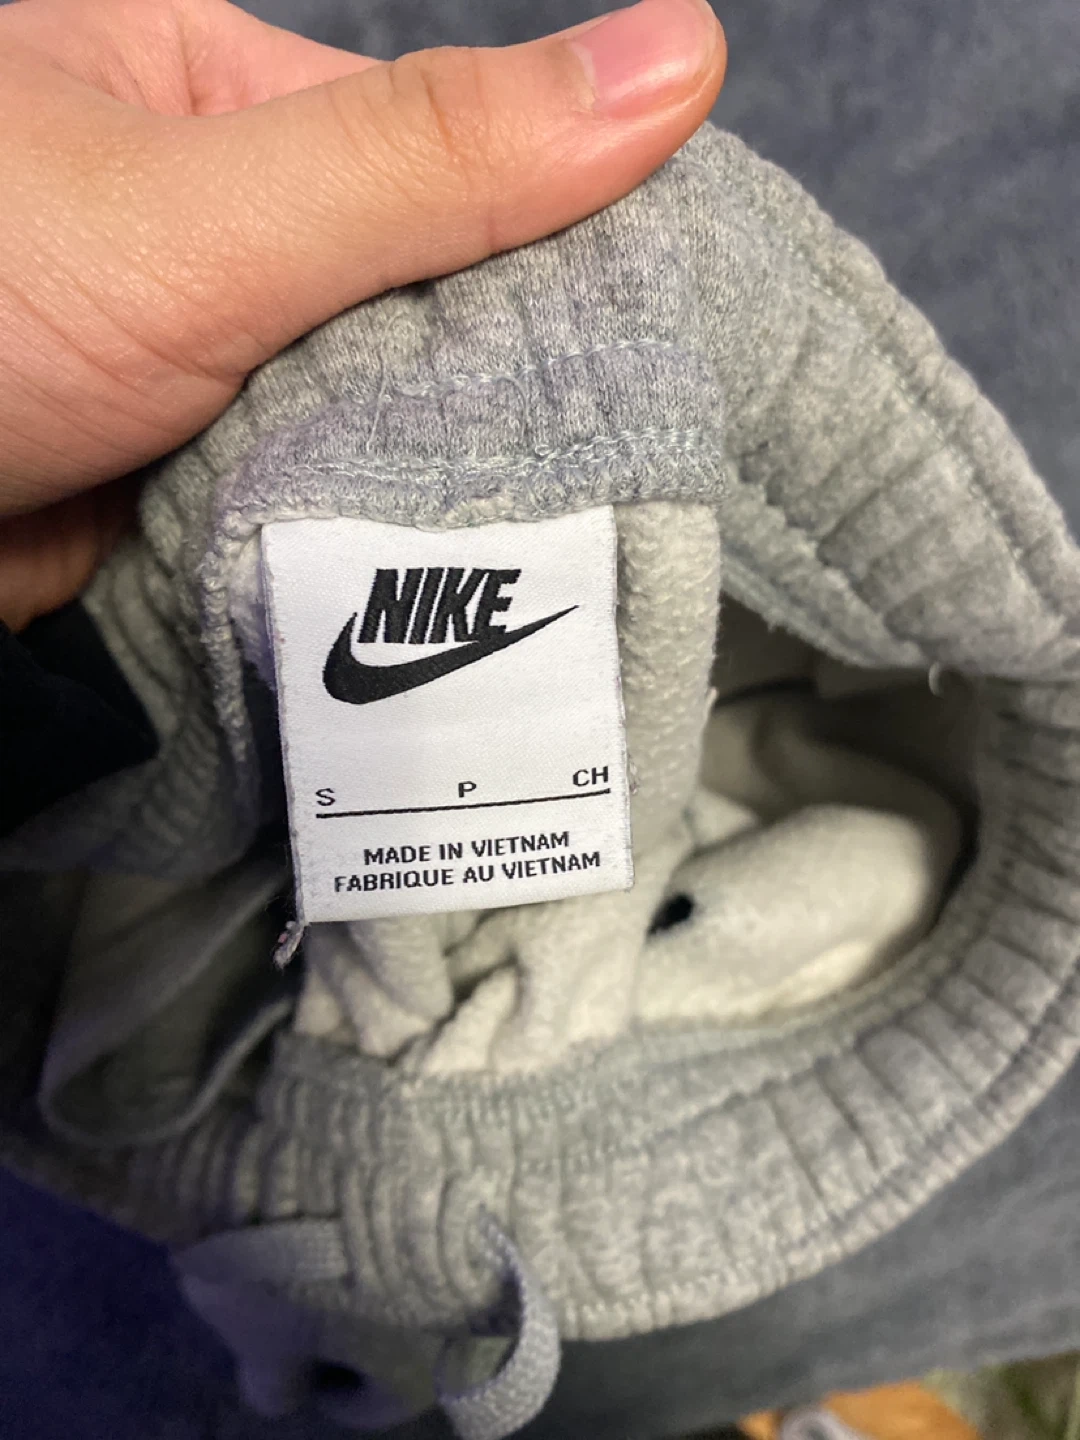 NIKE
S P CH
MADE IN VIETNAM
FABRIQUE AU VIETNAM